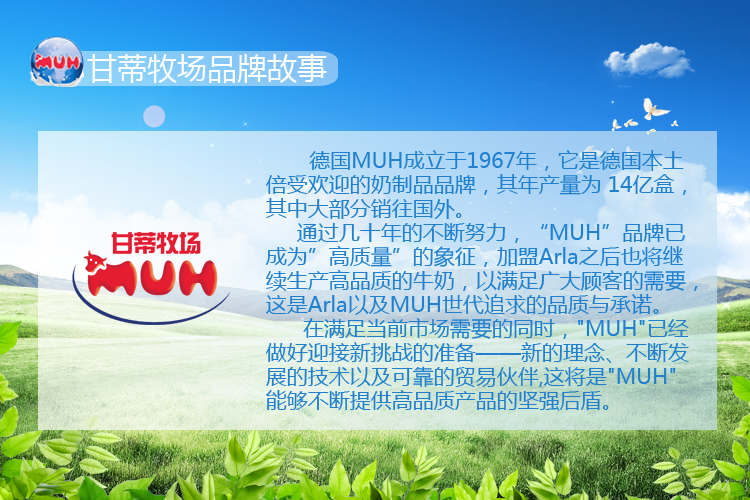 MUH
甘蒂牧场品牌故事
甘蒂牧场
MUH
德国MUH成立于1967年，它是德国本土
倍受欢迎的奶制品品牌，其年产量为 14亿盒，
其中大部分销往国外。
通过几十年的不断努力，“MUH”品牌已
成为”高质量”的象征，加盟Arla之后也将继
续生产高品质的牛奶，以满足广大顾客的需要，
这是Arla以及MUH世代追求的品质与承诺。
在满足当前市场需要的同时，"MUH"已经
做好迎接新挑战的准备——新的理念、不断发
展的技术以及可靠的贸易伙伴,这将是"MUH"
能够不断提供高品质产品的坚强后盾。